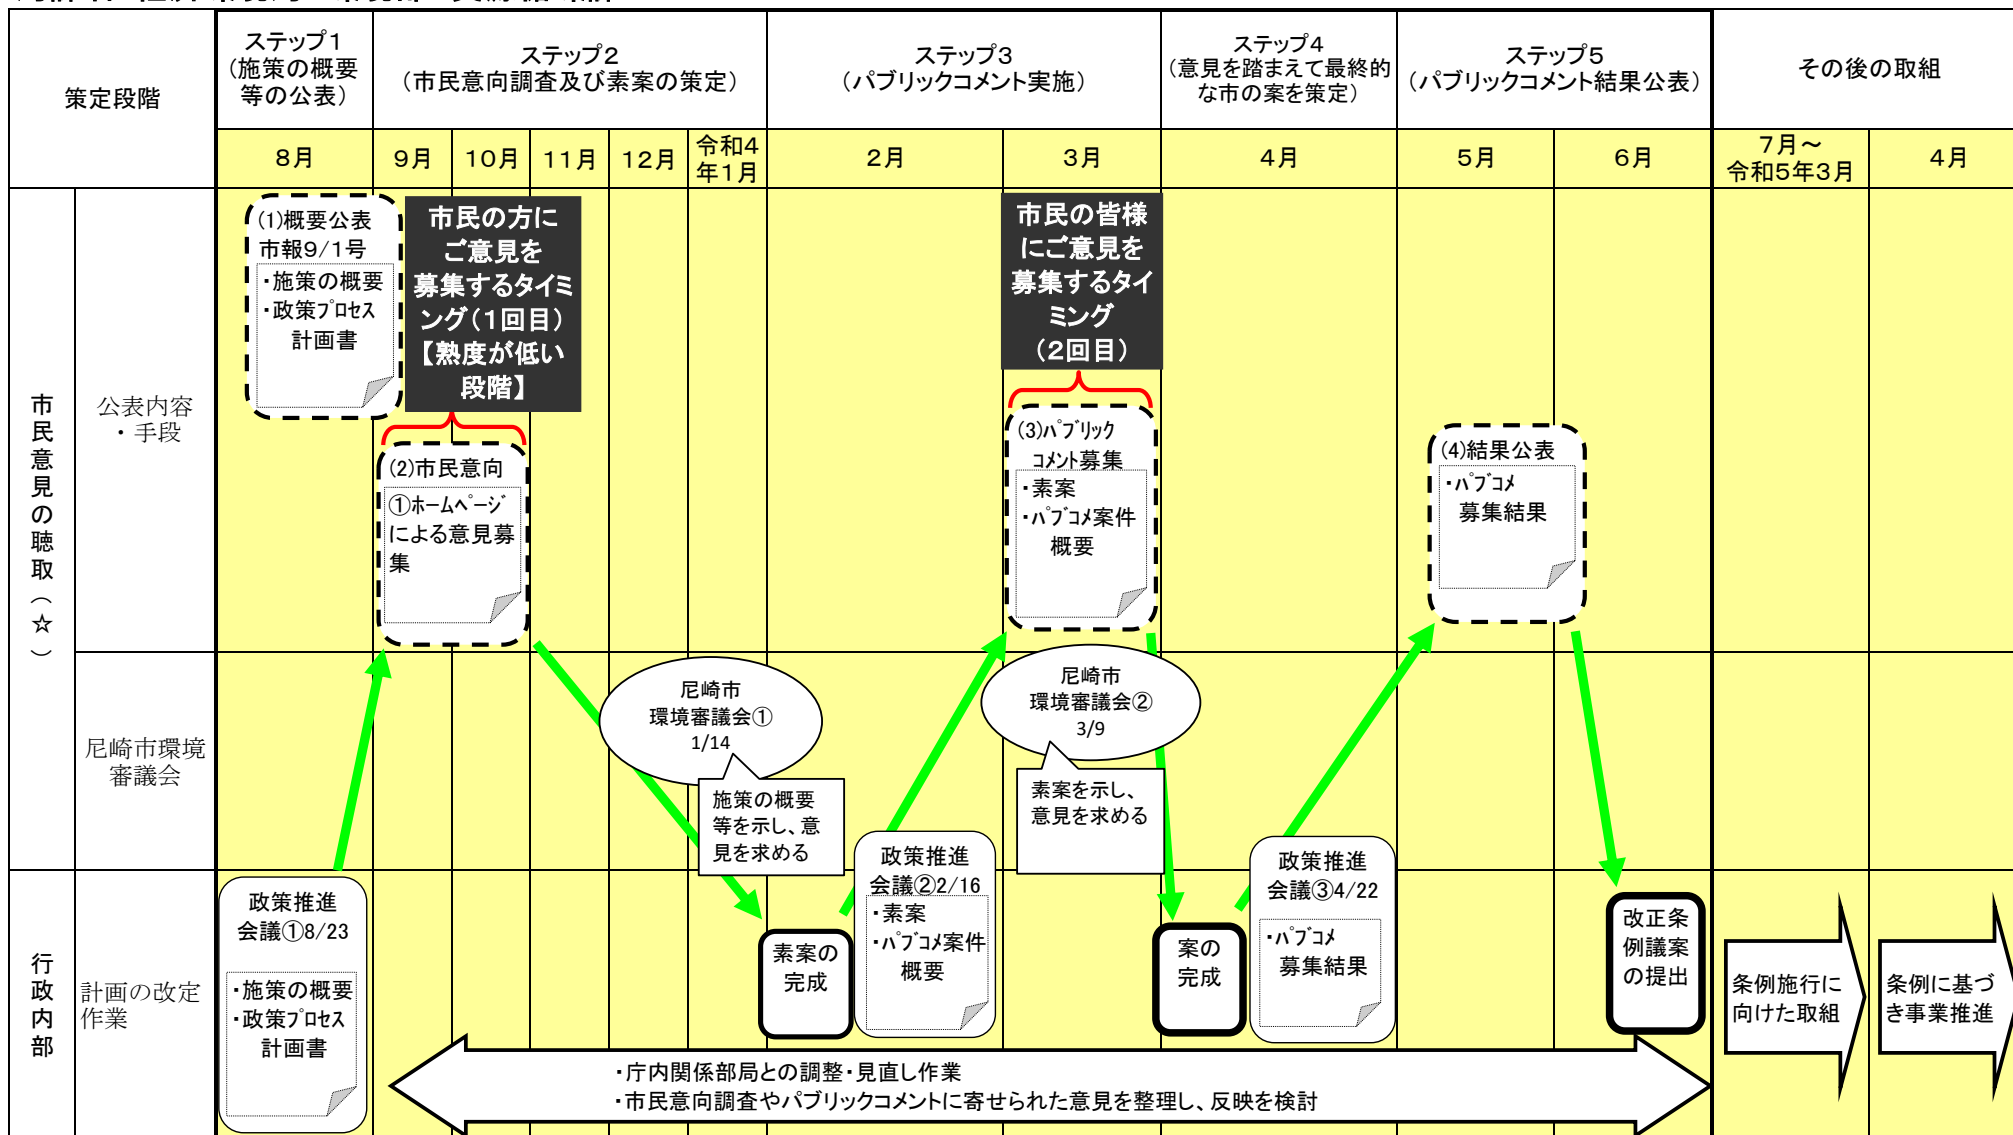 策定段階
ステップ1
(施策の概要
等の公表)
ステップ2
(市民意向調査及び素案の策定)
ステップ3
(パブリックコメント実施)
ステップ4
(意見を踏まえて最終的
な市の案を策定)
ステップ5
(パブリックコメント結果公表)
その後の取組
8月
9月
10月
11月
12月
令和4
年1月
2月
3月
4月
5月
6月
7月～
令和5年3月
4月
市民意見の聴取(☆)
公表内容
・手段
(1)概要公表
市報9/1号
・施策の概要
・政策プロセス
計画書
市民の方に
ご意見を
募集するタイミ
ング(1回目)
【熟度が低い
段階】
(2)市民意向
①ホームページ
による意見募
集
市民の皆様
にご意見を
募集するタイ
ミング
(2回目)
(3)パブリック
コメント募集
・素案
・パブコメ案件
概要
(4)結果公表
・パブコメ
募集結果
尼崎市環境
審議会
尼崎市
環境審議会①
1/14
施策の概要
等を示し、意
見を求める
尼崎市
環境審議会②
3/9
素案を示し、
意見を求める
行政内部
計画の改定
作業
政策推進
会議①8/23
・施策の概要
・政策プロセス
計画書
素案の
完成
政策推進
会議②2/16
・素案
・パブコメ案件
概要
案の
完成
政策推進
会議③4/22
・パブコメ
募集結果
改正条
例議案
の提出
条例施行に
向けた取組
条例に基づ
き事業推進
・庁内関係部局との調整・見直し作業
・市民意向調査やパブリックコメントに寄せられた意見を整理し、反映を検討